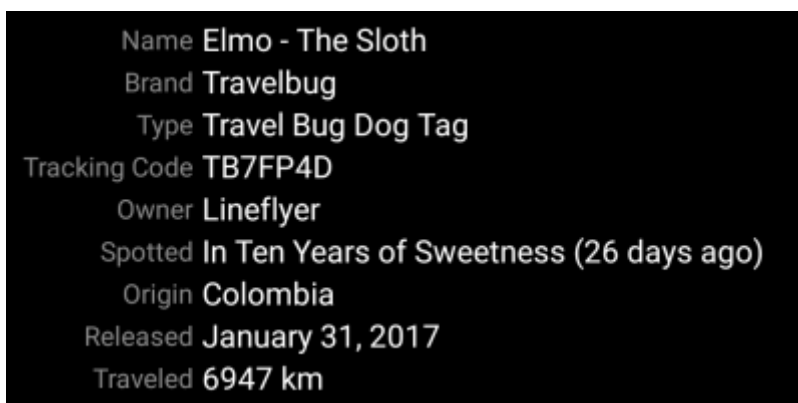 Name Elmo - The Sloth
Brand Travelbug
Type Travel Bug Dog Tag
Tracking Code TB7FP4D
Owner Lineflyer
Spotted In Ten Years of Sweetness (26 days ago)
Origin Colombia
Released January 31, 2017
Traveled 6947 km